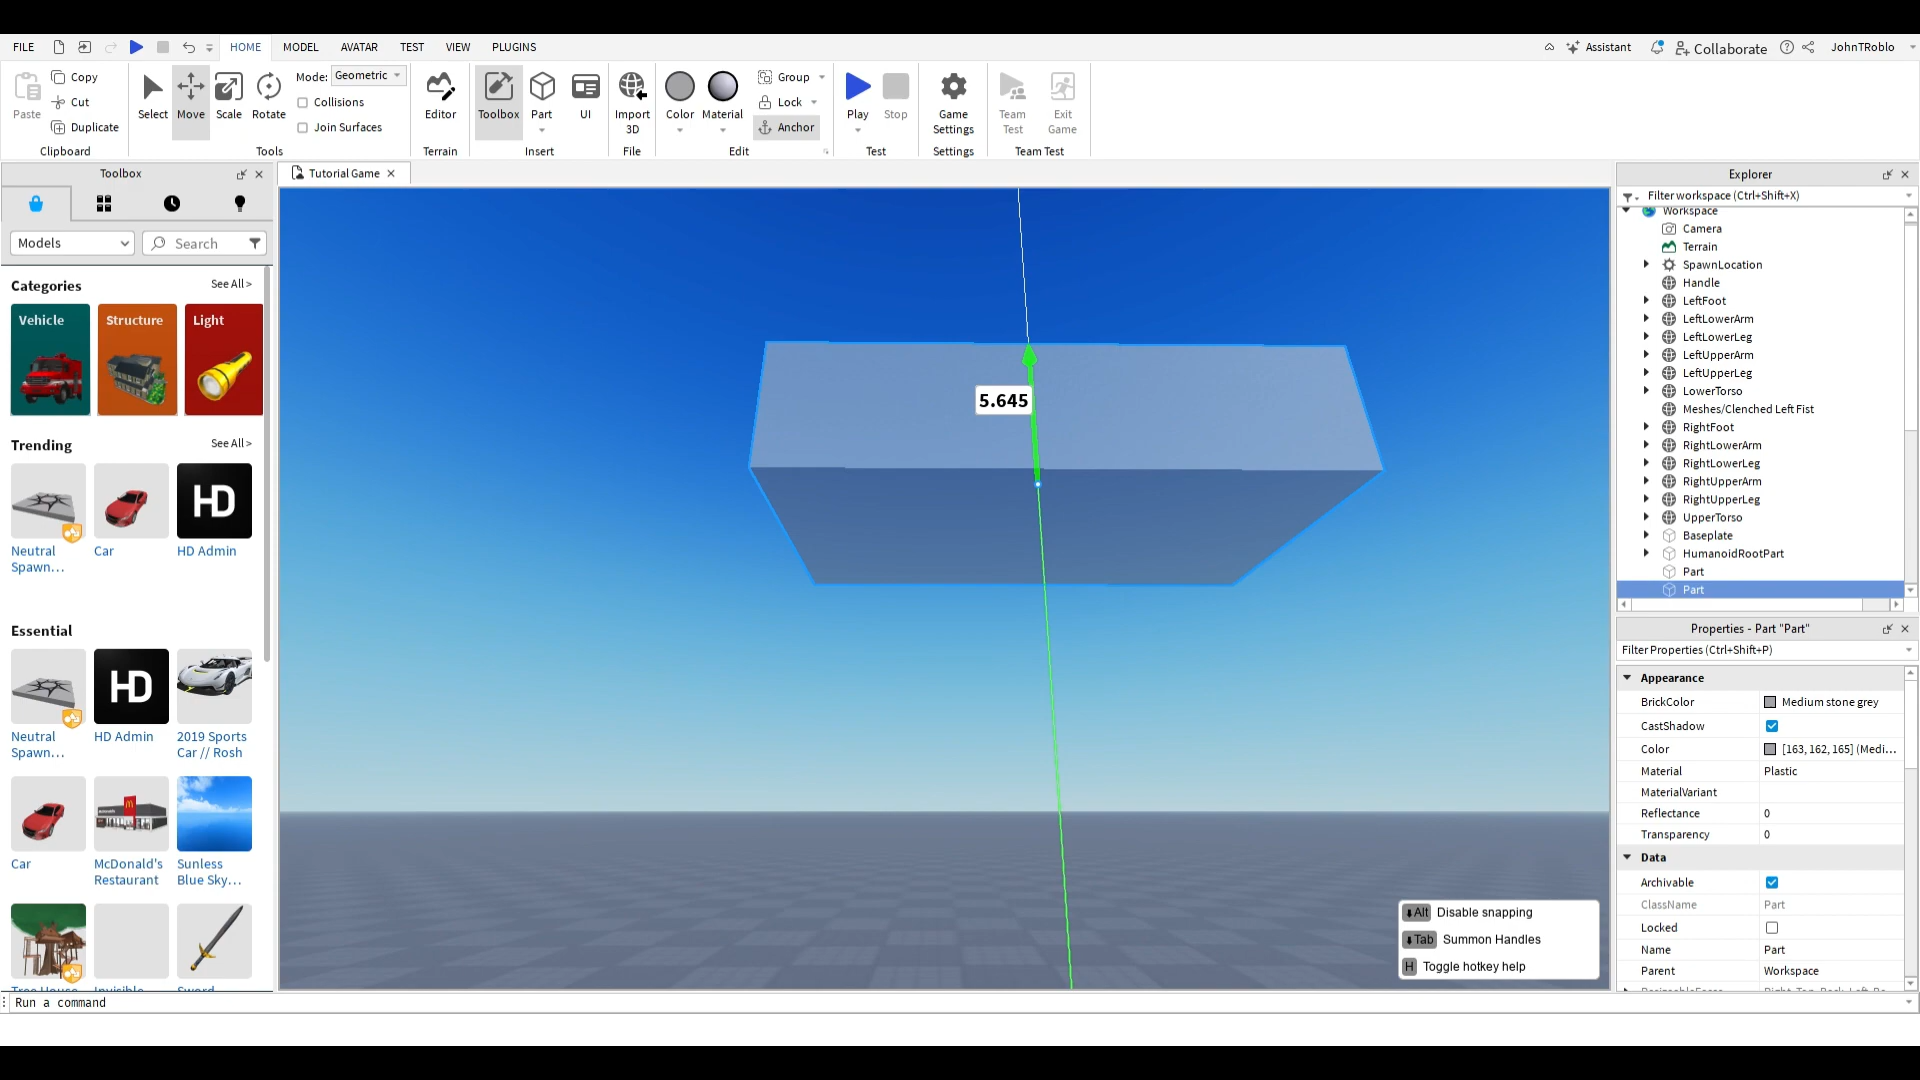 FILE HOME MODEL AVATAR TEST VIEW PLUGINS Assistant Collaborate JohnTRoblo
Paste Copy Cut Duplicate Clipboard
Select Move Scale Rotate Mode: Geometric Collisions Join Surfaces Tools
Editor Terrain
Toolbox Part UI Insert
Import 3D File
Color Material Group Lock Anchor Edit
Play Stop Test
Game Settings Settings
Team Test Exit Game Team Test
Toolbox
Models Search
Categories See All >
Vehicle Structure Light
Trending See All >
HD
Neutral Spawn... Car HD Admin
Essential
HD
Neutral Spawn... HD Admin 2019 Sports Car // Rosh
Car McDonald's Restaurant Sunless Blue Sky...
Tree House Invisible Sword
Tutorial Game
5.645
Alt Disable snapping
Tab Summon Handles
H Toggle hotkey help
Explorer
Filter workspace (Ctrl+Shift+X)
Workspace
Camera
Terrain
SpawnLocation
Handle
LeftFoot
LeftLowerArm
LeftLowerLeg
LeftUpperArm
LeftUpperLeg
LowerTorso
Meshes/Clenched Left Fist
RightFoot
RightLowerArm
RightLowerLeg
RightUpperArm
RightUpperLeg
UpperTorso
Baseplate
HumanoidRootPart
Part
Part
Properties - Part "Part"
Filter Properties (Ctrl+Shift+P)
Appearance
BrickColor Medium stone grey
CastShadow
Color [163, 162, 165] (Medi...
Material Plastic
MaterialVariant
Reflectance 0
Transparency 0
Data
Archivable
ClassName Part
Locked
Name Part
Parent Workspace
Run a command